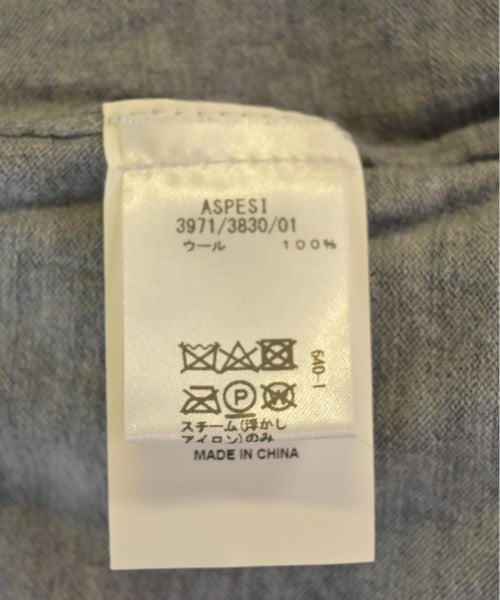 ASPESI
3971/3830/01
ウール 100%
64D-1
P W
スチーム(浮かし
アイロン)のみ
MADE IN CHINA